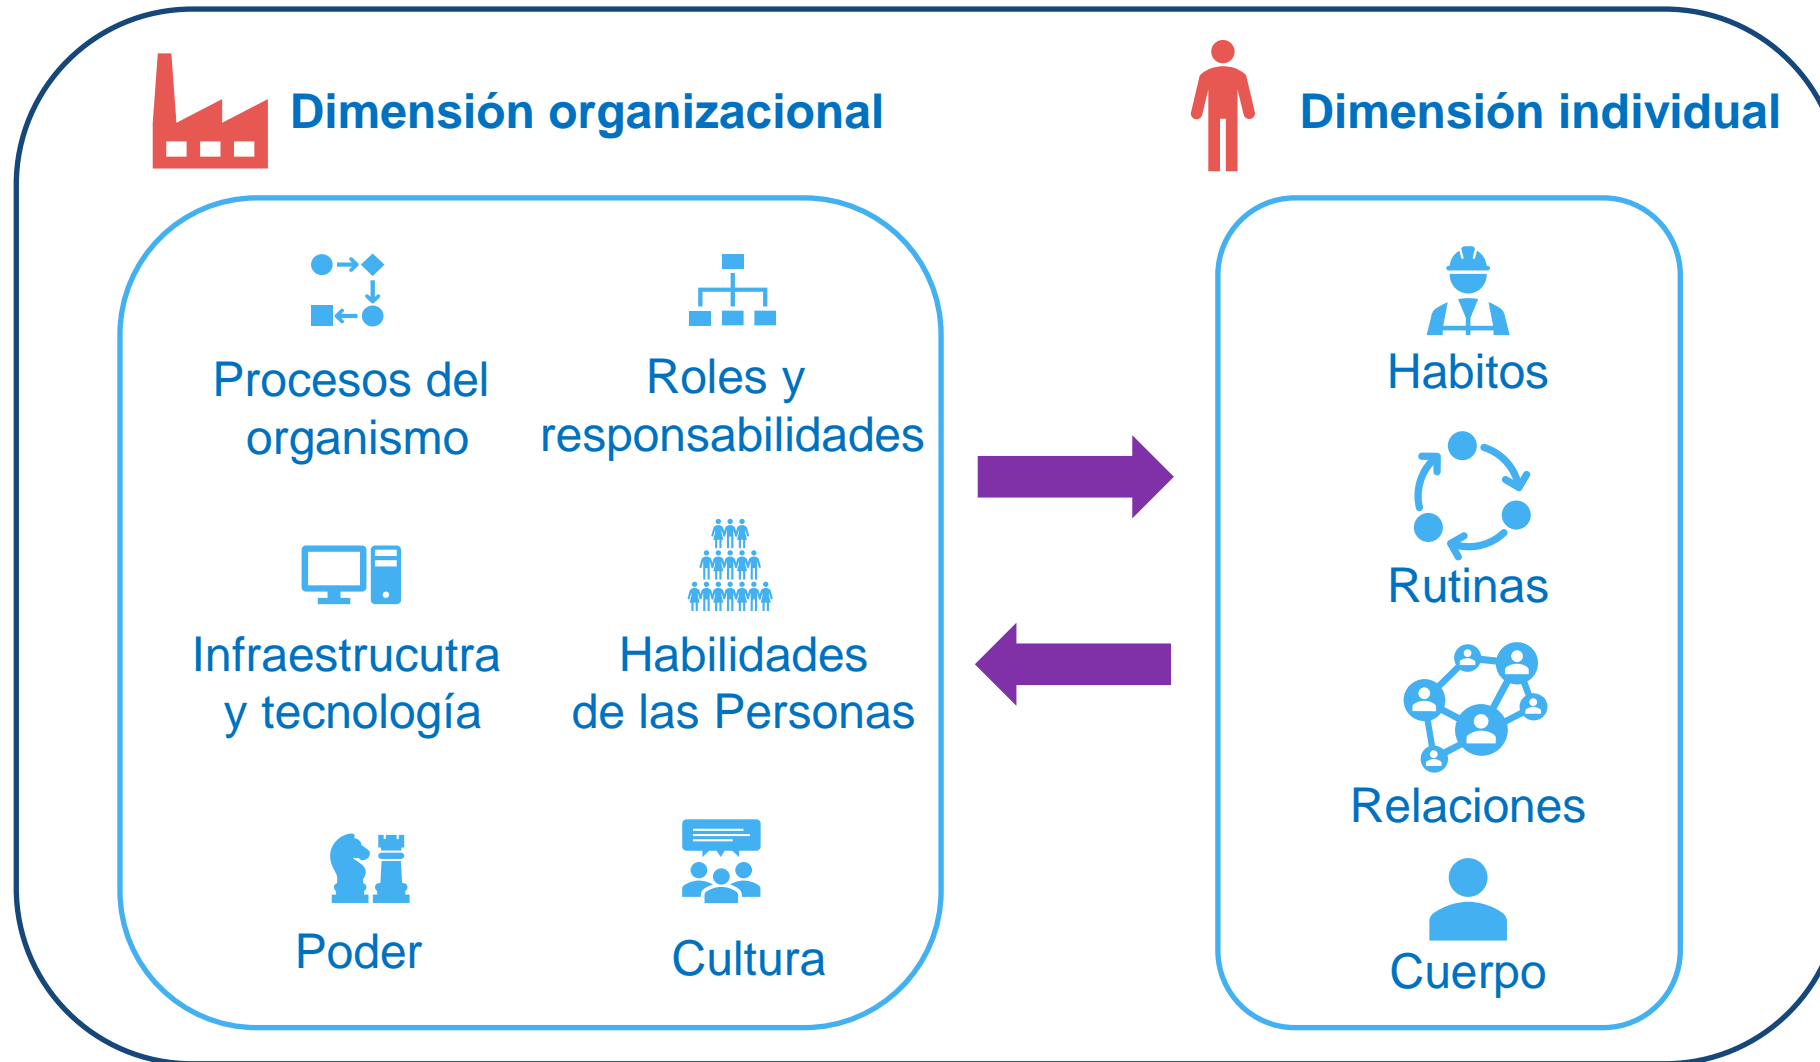 Dimensión organizacional
Procesos del
organismo
Roles y
responsabilidades
Infraestrucutra
y tecnología
Habilidades
de las Personas
Poder
Cultura
Dimensión individual
Habitos
Rutinas
Relaciones
Cuerpo